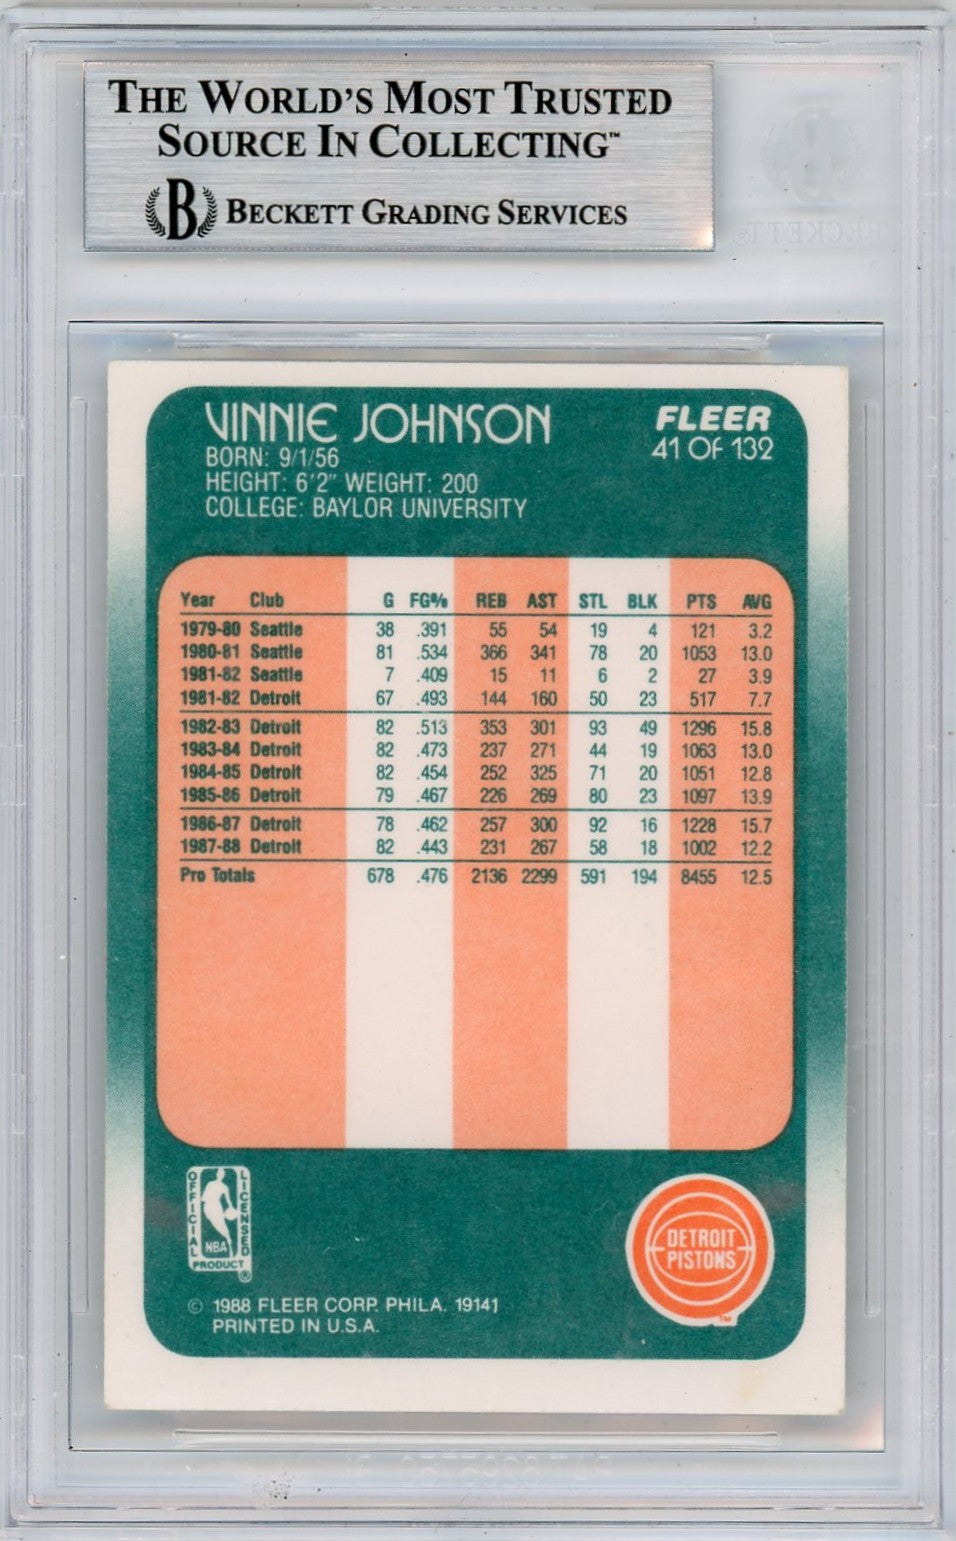 THE WORLD'S MOST TRUSTED
SOURCE IN COLLECTING™
B BECKETT GRADING SERVICES
BECKETT
VINNIE JOHNSON
FLEER
41 OF 132
BORN: 9/1/56
HEIGHT: 6'2" WEIGHT: 200
COLLEGE: BAYLOR UNIVERSITY
Year Club G FG% REB AST STL BLK PTS AVG
1979-80 Seattle 38 .391 55 54 19 4 121 3.2
1980-81 Seattle 81 .534 366 341 78 20 1053 13.0
1981-82 Seattle 7 .409 15 11 6 2 27 3.9
1981-82 Detroit 67 .493 144 160 50 23 517 7.7
1982-83 Detroit 82 .513 353 301 93 49 1296 15.8
1983-84 Detroit 82 .473 237 271 44 19 1063 13.0
1984-85 Detroit 82 .454 252 325 71 20 1051 12.8
1985-86 Detroit 79 .467 226 269 80 23 1097 13.9
1986-87 Detroit 78 .462 257 300 92 16 1228 15.7
1987-88 Detroit 82 .443 231 267 58 18 1002 12.2
Pro Totals 678 .476 2136 2299 591 194 8455 12.5
OFFICIAL
LICENSED
NBA
PRODUCT
®
DETROIT
PISTONS
TM
© 1988 FLEER CORP. PHILA. 19141
PRINTED IN U.S.A.